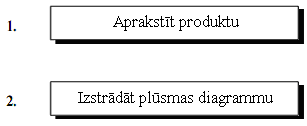 1. Aprakstīt produktu
2. Izstrādāt plūsmas diagrammu